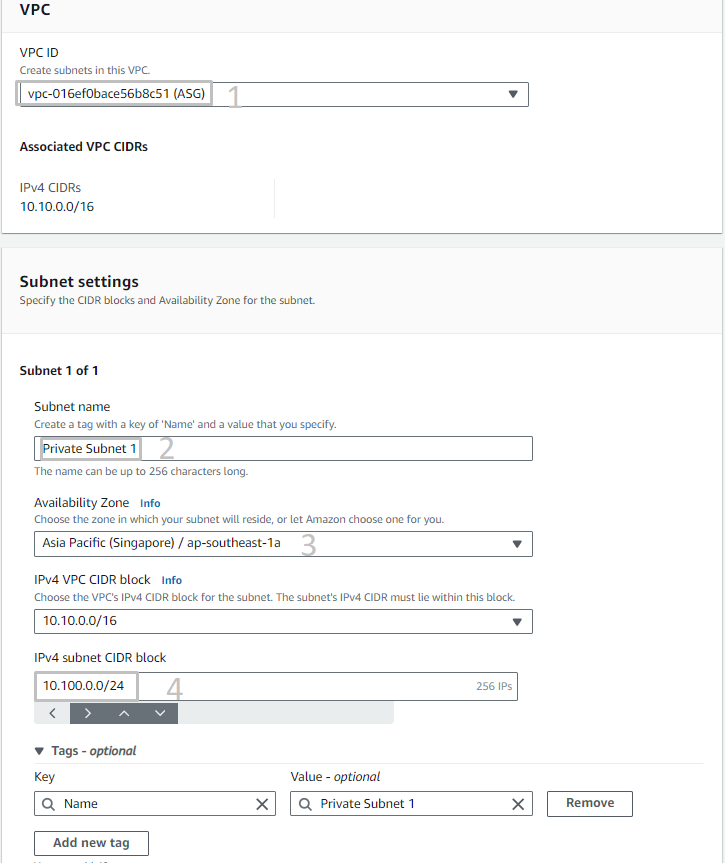 VPC
VPC ID
Create subnets in this VPC.
vpc-016ef0bace56b8c51 (ASG) 1
Associated VPC CIDRs
IPv4 CIDRs
10.10.0.0/16
Subnet settings
Specify the CIDR blocks and Availability Zone for the subnet.
Subnet 1 of 1
Subnet name
Create a tag with a key of 'Name' and a value that you specify.
Private Subnet 1 2
The name can be up to 256 characters long.
Availability Zone Info
Choose the zone in which your subnet will reside, or let Amazon choose one for you.
Asia Pacific (Singapore) / ap-southeast-1a 3
IPv4 VPC CIDR block Info
Choose the VPC's IPv4 CIDR block for the subnet. The subnet's IPv4 CIDR must lie within this block.
10.10.0.0/16
IPv4 subnet CIDR block
10.100.0.0/24 4 256 IPs
Tags - optional
Key Value - optional
Name Private Subnet 1 Remove
Add new tag